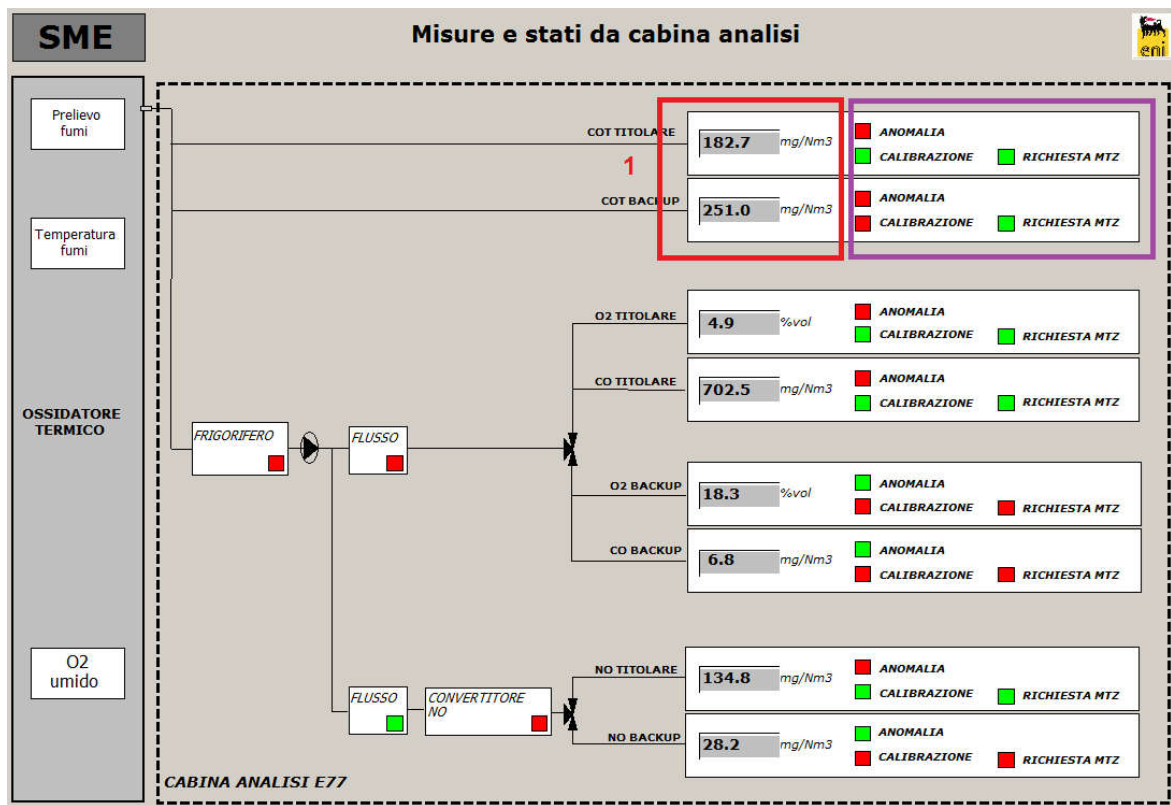 SME
Misure e stati da cabina analisi
eni
Prelievo
fumi
Temperatura
fumi
OSSIDATORE
TERMICO
O2
umido
COT TITOLARE
182.7 mg/Nm3
ANOMALIA
CALIBRAZIONE RICHIESTA MTZ
1
COT BACKUP
251.0 mg/Nm3
ANOMALIA
CALIBRAZIONE RICHIESTA MTZ
O2 TITOLARE
4.9 %vol
ANOMALIA
CALIBRAZIONE RICHIESTA MTZ
CO TITOLARE
702.5 mg/Nm3
ANOMALIA
CALIBRAZIONE RICHIESTA MTZ
FRIGORIFERO
FLUSSO
O2 BACKUP
18.3 %vol
ANOMALIA
CALIBRAZIONE RICHIESTA MTZ
CO BACKUP
6.8 mg/Nm3
ANOMALIA
CALIBRAZIONE RICHIESTA MTZ
FLUSSO
CONVERTITORE
NO
NO TITOLARE
134.8 mg/Nm3
ANOMALIA
CALIBRAZIONE RICHIESTA MTZ
NO BACKUP
28.2 mg/Nm3
ANOMALIA
CALIBRAZIONE RICHIESTA MTZ
CABINA ANALISI E77